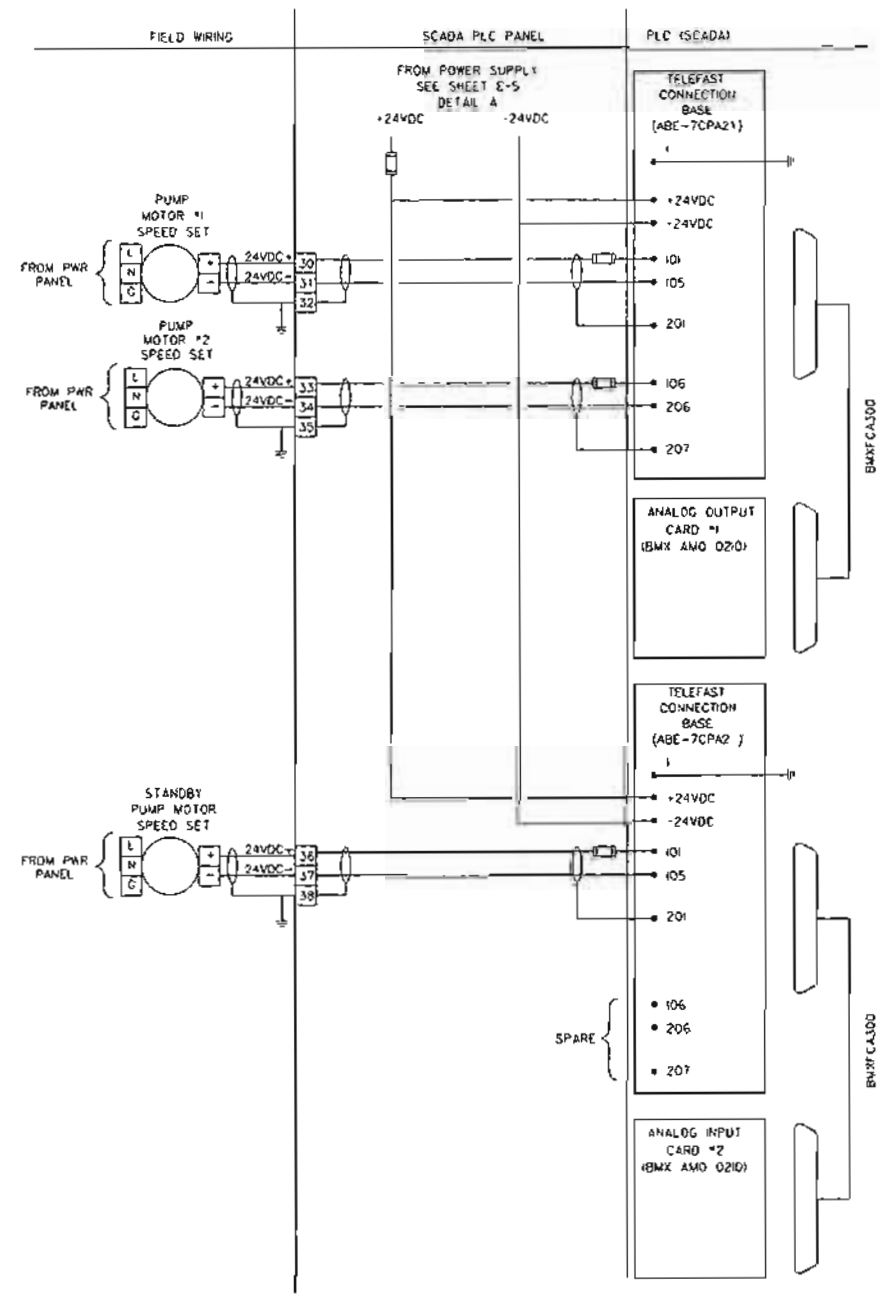 FIELD WIRING
SCADA PLC PANEL
PLC (SCADA)
FROM POWER SUPPLY
SEE SHEET E-5
DETAIL A
+24VDC
-24VDC
TELEFAST
CONNECTION
BASE
(ABE-7CPA21)
1
+24VDC
-24VDC
PUMP
MOTOR #1
SPEED SET
FROM PWR
PANEL
L
N
G
+
-
24VDC+
24VDC-
30
31
32
101
105
201
PUMP
MOTOR #2
SPEED SET
FROM PWR
PANEL
L
N
G
+
-
24VDC+
24VDC-
33
34
35
106
206
207
BMXFCA300
ANALOG OUTPUT
CARD #1
(BMX AMO 0210)
TELEFAST
CONNECTION
BASE
(ABE-7CPA2 )
1
+24VDC
-24VDC
STANDBY
PUMP MOTOR
SPEED SET
FROM PWR
PANEL
L
N
G
+
-
24VDC+
24VDC-
36
37
38
101
105
201
SPARE
106
206
207
BMXFCA300
ANALOG INPUT
CARD #2
(BMX AMO 0210)